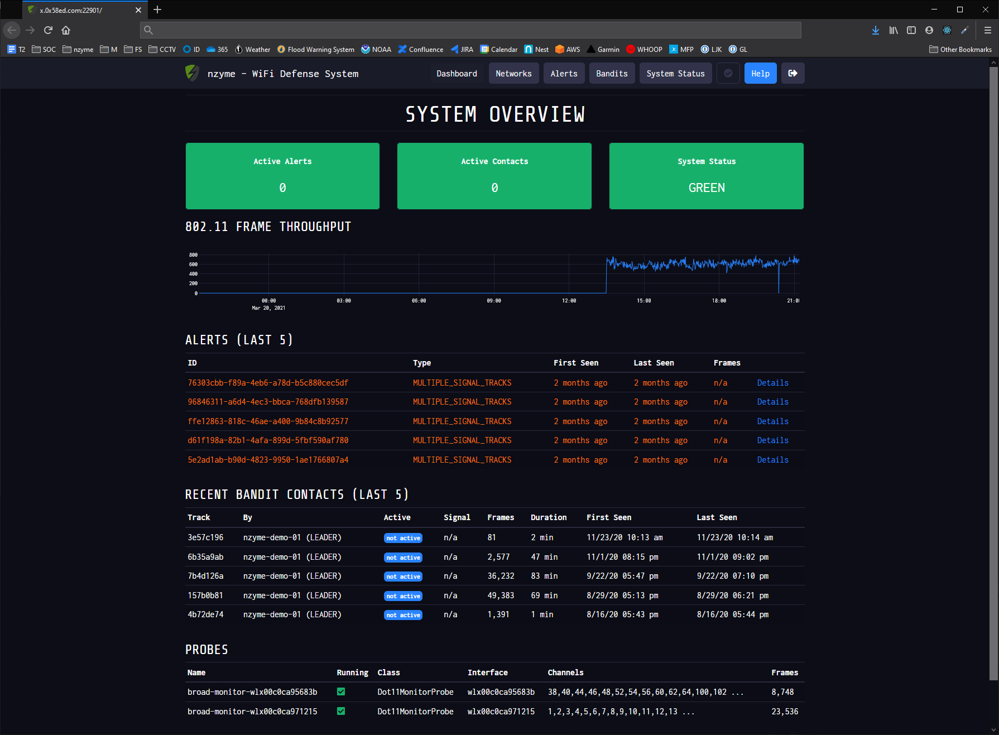 x.0x58ed.com:22901/
T2 SOC nzyme M FS CCTV ID 365 Weather Flood Warning System NOAA Confluence JIRA Calendar Nest AWS Garmin WHOOP MFP LJK GL Other Bookmarks
nzyme - WiFi Defense System Dashboard Networks Alerts Bandits System Status Help
SYSTEM OVERVIEW
Active Alerts Active Contacts System Status
0 0 GREEN
802.11 FRAME THROUGHPUT
800
600
400
200
0
00:00 03:00 06:00 09:00 12:00 15:00 18:00 21:0
Mar 20, 2021
ALERTS (LAST 5)
ID Type First Seen Last Seen Frames
76303cbb-f89a-4eb6-a78d-b5c880cec5df MULTIPLE_SIGNAL_TRACKS 2 months ago 2 months ago n/a Details
96846311-a6d4-4ec3-bbca-768dfb139587 MULTIPLE_SIGNAL_TRACKS 2 months ago 2 months ago n/a Details
ffe12863-818c-46ae-a400-9b84c8b92577 MULTIPLE_SIGNAL_TRACKS 2 months ago 2 months ago n/a Details
d61f198a-82b1-4afa-899d-5fbf590af780 MULTIPLE_SIGNAL_TRACKS 2 months ago 2 months ago n/a Details
5e2ad1ab-b90d-4823-9950-1ae1766807a4 MULTIPLE_SIGNAL_TRACKS 2 months ago 2 months ago n/a Details
RECENT BANDIT CONTACTS (LAST 5)
Track By Active Signal Frames Duration First Seen Last Seen
3e57c196 nzyme-demo-01 (LEADER) not active n/a 81 2 min 11/23/20 10:13 am 11/23/20 10:14 am
6b35a9ab nzyme-demo-01 (LEADER) not active n/a 2,577 47 min 11/1/20 08:15 pm 11/1/20 09:02 pm
7b4d126a nzyme-demo-01 (LEADER) not active n/a 36,232 83 min 9/22/20 05:47 pm 9/22/20 07:10 pm
157b0b81 nzyme-demo-01 (LEADER) not active n/a 49,383 69 min 8/29/20 05:13 pm 8/29/20 06:21 pm
4b72de74 nzyme-demo-01 (LEADER) not active n/a 1,391 1 min 8/16/20 05:43 pm 8/16/20 05:44 pm
PROBES
Name Running Class Interface Channels Frames
broad-monitor-wlx00c0ca95683b Dot11MonitorProbe wlx00c0ca95683b 38,40,44,46,48,52,54,56,60,62,64,100,102 ... 8,748
broad-monitor-wlx00c0ca971215 Dot11MonitorProbe wlx00c0ca971215 1,2,3,4,5,6,7,8,9,10,11,12,13 ... 23,536